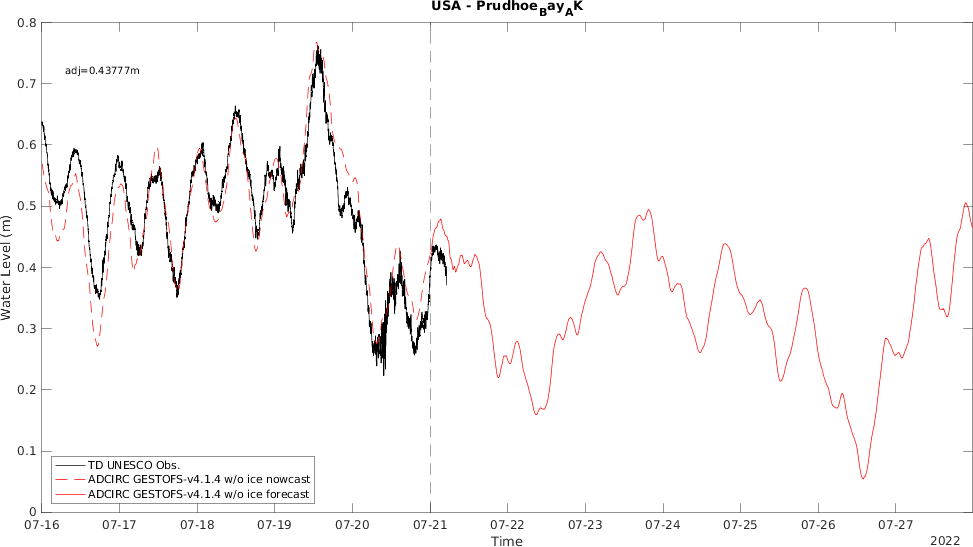 USA - Prudhoe_Bay_AK
adj=0.43777m
0.8
0.7
0.6
0.5
0.4
0.3
0.2
0.1
0
Water Level (m)
TD UNESCO Obs.
ADCIRC GESTOFS-v4.1.4 w/o ice nowcast
ADCIRC GESTOFS-v4.1.4 w/o ice forecast
07-16 07-17 07-18 07-19 07-20 07-21 07-22 07-23 07-24 07-25 07-26 07-27
Time
2022